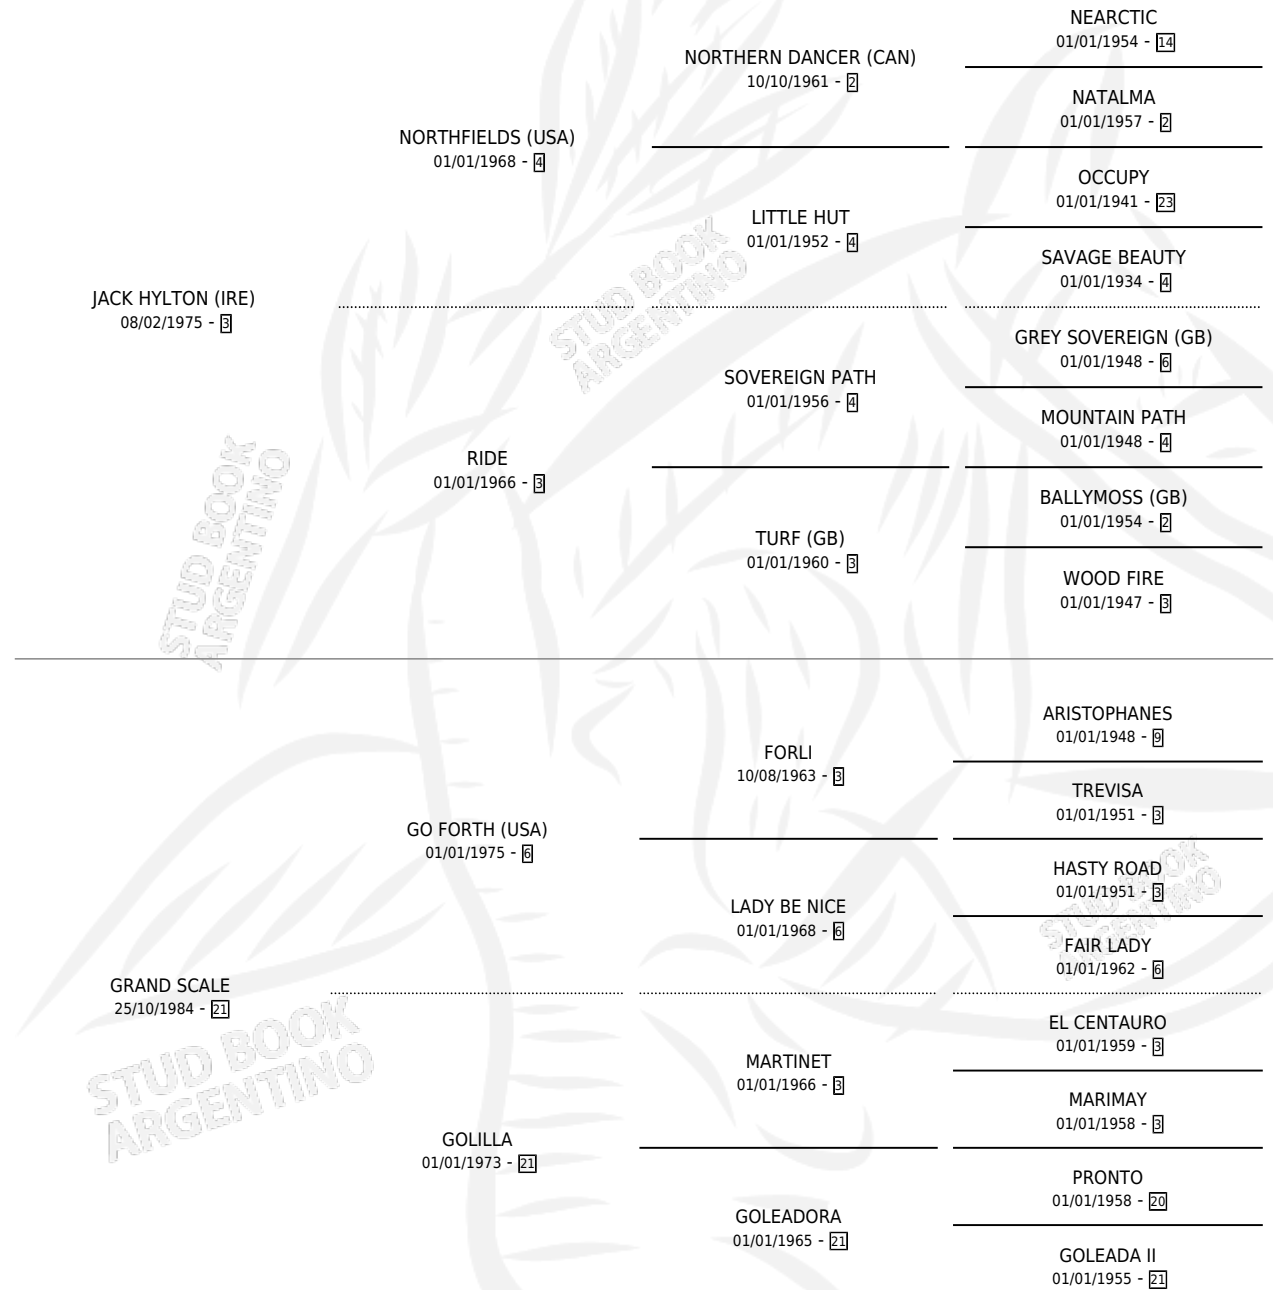 NEARCTIC
01/01/1954 - 14
NORTHERN DANCER (CAN)
10/10/1961 - 2
NATALMA
01/01/1957 - 2
NORTHFIELDS (USA)
01/01/1968 - 4
OCCUPY
01/01/1941 - 23
LITTLE HUT
01/01/1952 - 4
SAVAGE BEAUTY
01/01/1934 - 4
STUD BOOK
ARGENTINO
JACK HYLTON (IRE)
08/02/1975 - 3
GREY SOVEREIGN (GB)
01/01/1948 - 6
SOVEREIGN PATH
01/01/1956 - 4
MOUNTAIN PATH
01/01/1948 - 4
RIDE
01/01/1966 - 3
BALLYMOSS (GB)
01/01/1954 - 2
TURF (GB)
01/01/1960 - 3
WOOD FIRE
01/01/1947 - 3
STUD BOOK
ARGENTINO
ARISTOPHANES
01/01/1948 - 9
FORLI
10/08/1963 - 3
TREVISA
01/01/1951 - 3
GO FORTH (USA)
01/01/1975 - 6
HASTY ROAD
01/01/1951 - 3
LADY BE NICE
01/01/1968 - 6
FAIR LADY
01/01/1962 - 6
STUD BOOK
ARGENTINO
GRAND SCALE
25/10/1984 - 21
EL CENTAURO
01/01/1959 - 3
MARTINET
01/01/1966 - 3
MARIMAY
01/01/1958 - 3
STUD BOOK
ARGENTINO
GOLILLA
01/01/1973 - 21
PRONTO
01/01/1958 - 20
GOLEADORA
01/01/1965 - 21
GOLEADA II
01/01/1955 - 21